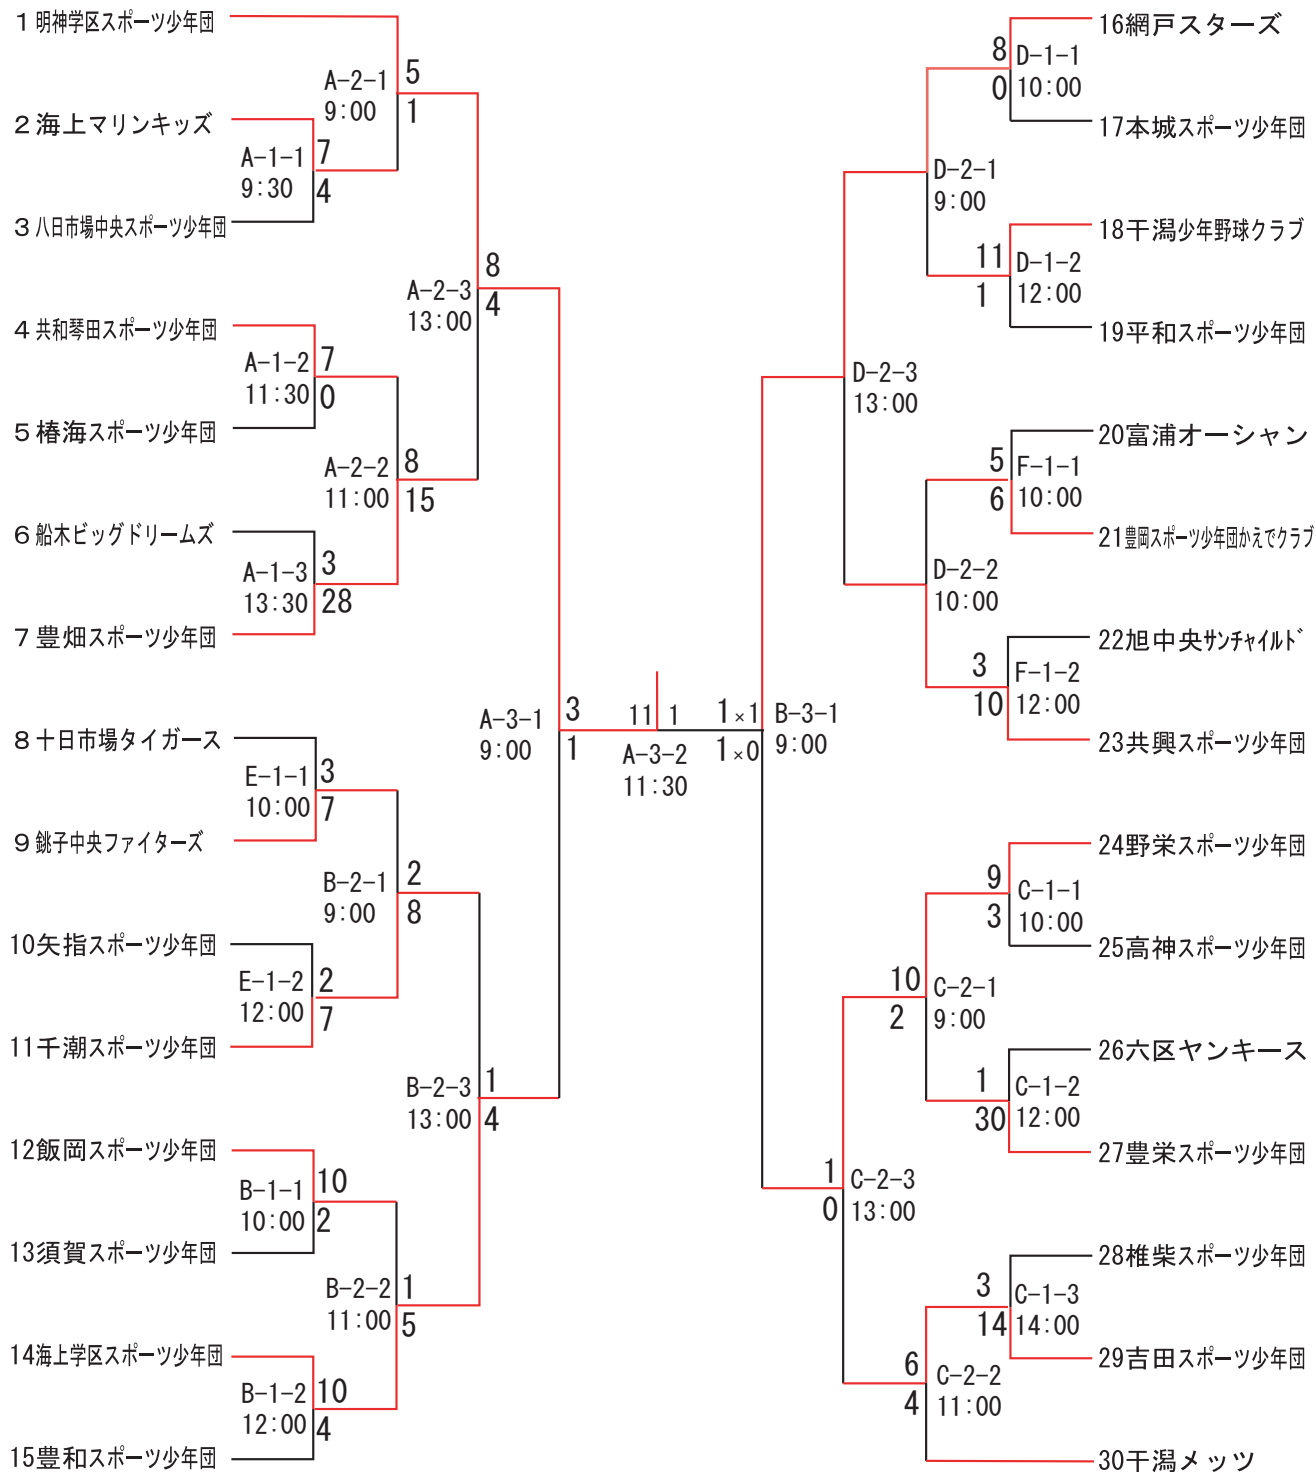 1 明神学区スポーツ少年団
A-2-1
9:00
5
1
2 海上マリンキッズ
A-1-1
9:30
7
4
3 八日市場中央スポーツ少年団
A-2-3
13:00
8
4
4 共和琴田スポーツ少年団
A-1-2
11:30
7
0
5 椿海スポーツ少年団
A-2-2
11:00
8
15
6 船木ビッグドリームズ
A-1-3
13:30
3
28
7 豊畑スポーツ少年団
A-3-1
9:00
3
1
8 十日市場タイガース
E-1-1
10:00
3
7
9 銚子中央ファイターズ
B-2-1
9:00
2
8
10矢指スポーツ少年団
E-1-2
12:00
2
7
11千潮スポーツ少年団
B-2-3
13:00
1
4
12飯岡スポーツ少年団
B-1-1
10:00
10
2
13須賀スポーツ少年団
B-2-2
11:00
1
5
14海上学区スポーツ少年団
B-1-2
12:00
10
4
15豊和スポーツ少年団
11 1
A-3-2
11:30
1×1
1×0
B-3-1
9:00
16網戸スターズ
8
0
D-1-1
10:00
17本城スポーツ少年団
D-2-1
9:00
18干潟少年野球クラブ
11
1
D-1-2
12:00
19平和スポーツ少年団
D-2-3
13:00
20富浦オーシャン
5
6
F-1-1
10:00
21豊岡スポーツ少年団かえでクラブ
D-2-2
10:00
22旭中央サンチャイルド
3
10
F-1-2
12:00
23共興スポーツ少年団
24野栄スポーツ少年団
9
3
C-1-1
10:00
25高神スポーツ少年団
10
2
C-2-1
9:00
26六区ヤンキース
1
30
C-1-2
12:00
27豊栄スポーツ少年団
1
0
C-2-3
13:00
28椎柴スポーツ少年団
3
14
C-1-3
14:00
29吉田スポーツ少年団
6
4
C-2-2
11:00
30干潟メッツ